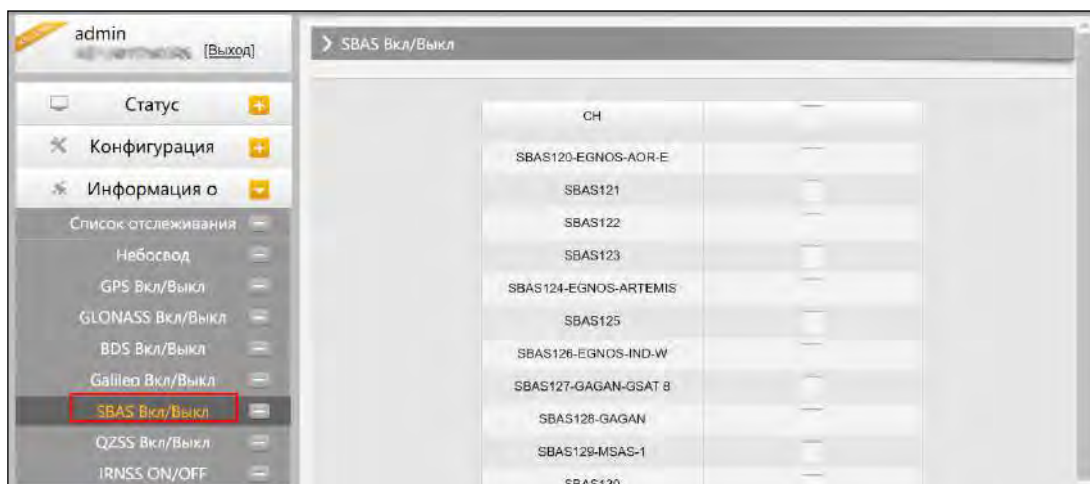 admin
[Выход]
Статус
Конфигурация
Информация о
Список отслеживания
Небосвод
GPS Вкл/Выкл
GLONASS Вкл/Выкл
BDS Вкл/Выкл
Galileo Вкл/Выкл
SBAS Вкл/Выкл
QZSS Вкл/Выкл
IRNSS ON/OFF
SBAS Вкл/Выкл
CH
SBAS120-EGNOS-AOR-E
SBAS121
SBAS122
SBAS123
SBAS124-EGNOS-ARTEMIS
SBAS125
SBAS126-EGNOS-IND-W
SBAS127-GAGAN-GSAT 8
SBAS128-GAGAN
SBAS129-MSAS-1
SBAS130